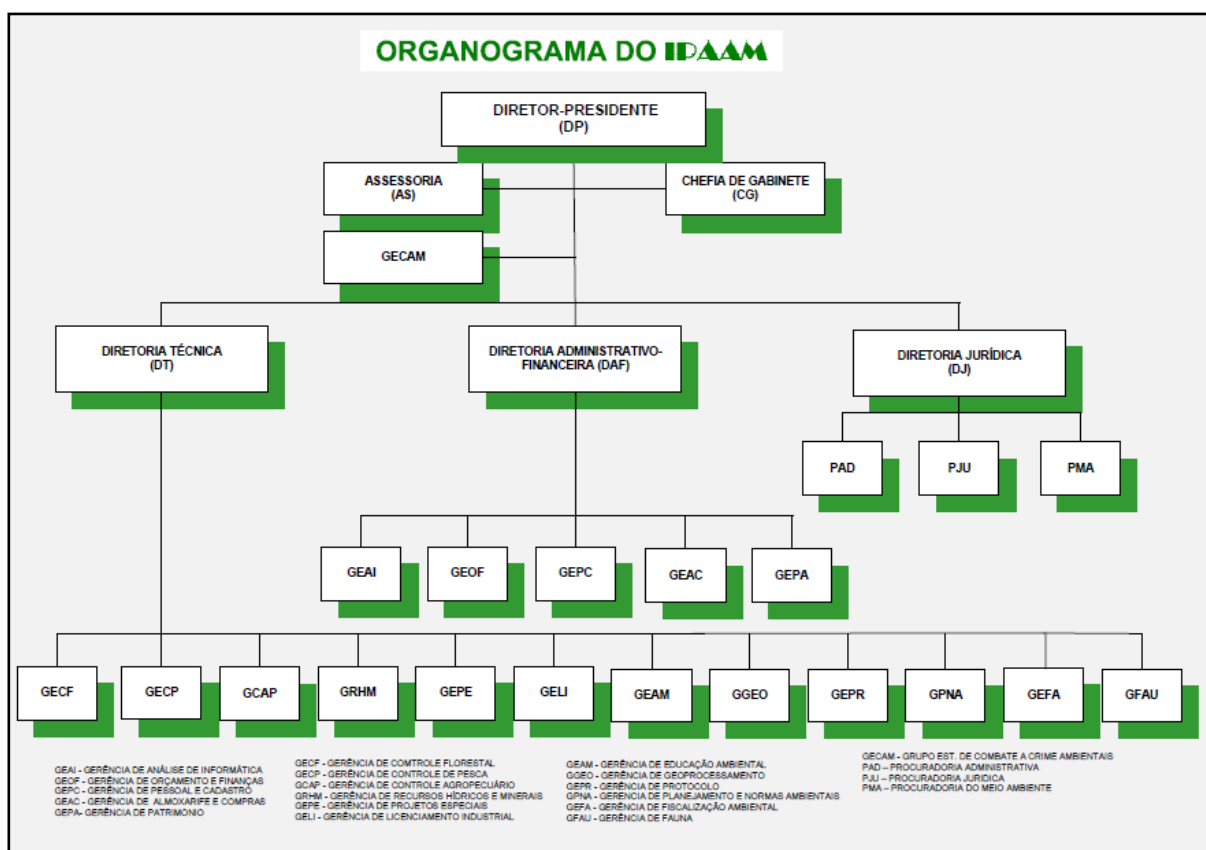 ORGANOGRAMA DO IPAAM
DIRETOR-PRESIDENTE
(DP)
ASSESSORIA
(AS)
CHEFIA DE GABINETE
(CG)
GECAM
DIRETORIA TÉCNICA
(DT)
DIRETORIA ADMINISTRATIVO-
FINANCEIRA (DAF)
DIRETORIA JURÍDICA
(DJ)
PAD
PJU
PMA
GEAI
GEOF
GEPC
GEAC
GEPA
GECF
GECP
GCAP
GRHM
GEPE
GELI
GEAM
GGEO
GEPR
GPNA
GEFA
GFAU
GEAI - GERÊNCIA DE ANÁLISE DE INFORMÁTICA
GEOF - GERÊNCIA DE ORÇAMENTO E FINANÇAS
GEPC - GERÊNCIA DE PESSOAL E CADASTRO
GEAC - GERÊNCIA DE ALMOXARIFE E COMPRAS
GEPA- GERÊNCIA DE PATRIMONIO
GECF - GERÊNCIA DE COMTROLE FLORESTAL
GECP - GERÊNCIA DE CONTROLE DE PESCA
GCAP - GERÊNCIA DE CONTROLE AGROPECUÁRIO
GRHM - GERÊNCIA DE RECURSOS HÍDRICOS E MINERAIS
GEPE - GERÊNCIA DE PROJETOS ESPECIAIS
GELI - GERÊNCIA DE LICENCIAMENTO INDUSTRIAL
GEAM - GERÊNCIA DE EDUCAÇÃO AMBIENTAL
GGEO - GERÊNCIA DE GEOPROCESSAMENTO
GEPR - GERÊNCIA DE PROTOCOLO
GPNA - GERÊNCIA DE PLANEJAMENTO E NORMAS AMBIENTAIS
GEFA - GERÊNCIA DE FISCALIZAÇÃO AMBIENTAL
GFAU - GERÊNCIA DE FAUNA
GECAM - GRUPO EST. DE COMBATE A CRIME AMBIENTAIS
PAD – PROCURADORIA ADMINISTRATIVA
PJU – PROCURADORIA JURIDICA
PMA – PROCURADORIA DO MEIO AMBIENTE